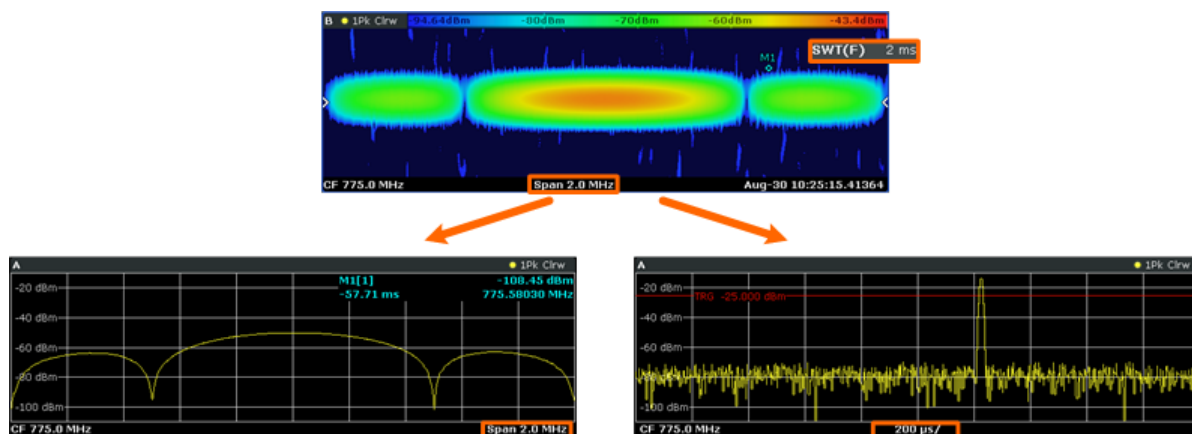 B 1Pk Clrw -94.64dBm -80dBm -70dBm -60dBm -43.4dBm
SWT(F) 2 ms
M1
CF 775.0 MHz Span 2.0 MHz Aug-30 10:25:15.41364
A 1Pk Clrw
M1[1] -108.45 dBm
-57.71 ms 775.58030 MHz
-20 dBm
-40 dBm
-60 dBm
-80 dBm
-100 dBm
CF 775.0 MHz Span 2.0 MHz
A 1Pk Clrw
-20 dBm
TRG -25.000 dBm
-40 dBm
-60 dBm
-80 dBm
-100 dBm
CF 775.0 MHz 200 µs/